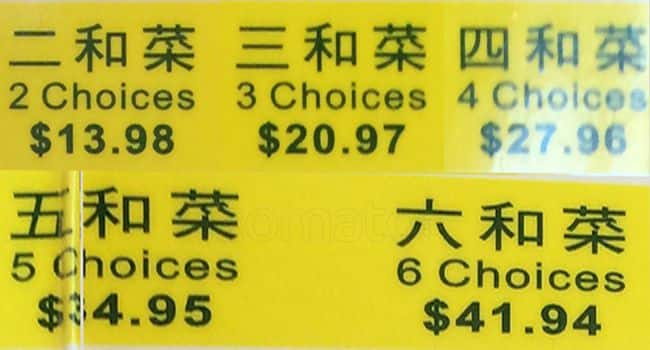 二和菜 三和菜 四和菜
2 Choices 3 Choices 4 Choices
$13.98 $20.97 $27.96
五和菜 六和菜
5 Choices 6 Choices
$34.95 $41.94